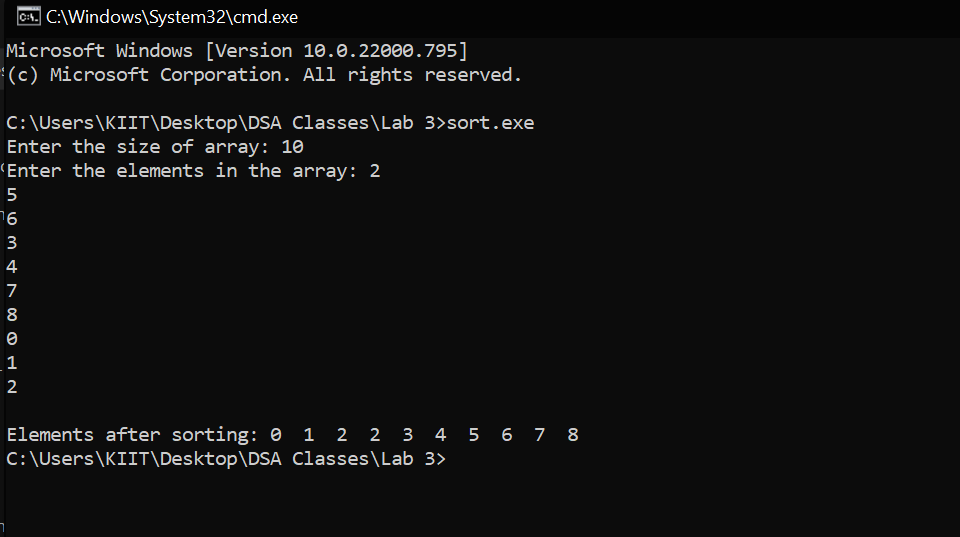 C:\Windows\System32\cmd.exe
Microsoft Windows [Version 10.0.22000.795]
(c) Microsoft Corporation. All rights reserved.
C:\Users\KIIT\Desktop\DSA Classes\Lab 3>sort.exe
Enter the size of array: 10
Enter the elements in the array: 2
5
6
3
4
7
8
0
1
2
Elements after sorting: 0  1  2  2  3  4  5  6  7  8
C:\Users\KIIT\Desktop\DSA Classes\Lab 3>